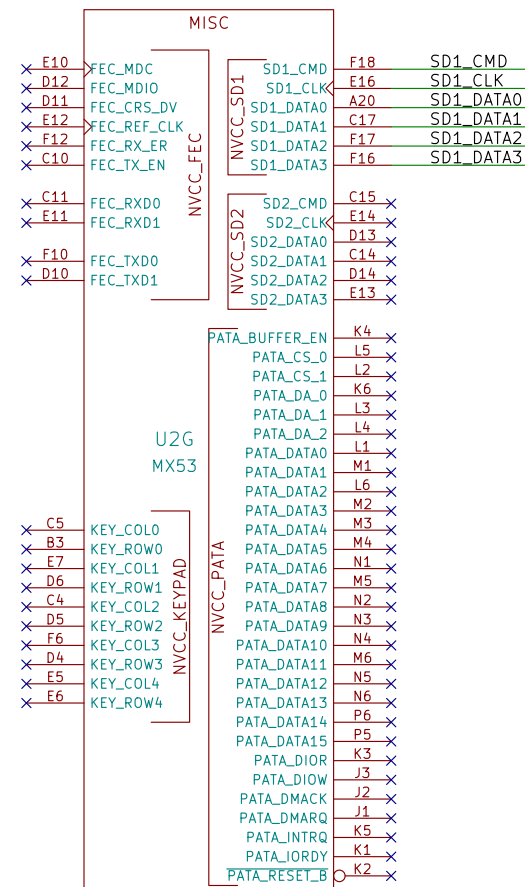 MISC
E10 FEC_MDC
D12 FEC_MDIO
D11 FEC_CRS_DV
E12 FEC_REF_CLK
F12 FEC_RX_ER
C10 FEC_TX_EN
C11 FEC_RXD0
E11 FEC_RXD1
F10 FEC_TXD0
D10 FEC_TXD1
NVCC_FEC
NVCC_SD1
SD1_CMD F18 SD1_CMD
SD1_CLK E16 SD1_CLK
SD1_DATA0 A20 SD1_DATA0
SD1_DATA1 C17 SD1_DATA1
SD1_DATA2 F17 SD1_DATA2
SD1_DATA3 F16 SD1_DATA3
NVCC_SD2
SD2_CMD C15
SD2_CLK E14
SD2_DATA0 D13
SD2_DATA1 C14
SD2_DATA2 D14
SD2_DATA3 E13
U2G
MX53
C5 KEY_COL0
B3 KEY_ROW0
E7 KEY_COL1
D6 KEY_ROW1
C4 KEY_COL2
D5 KEY_ROW2
F6 KEY_COL3
D4 KEY_ROW3
E5 KEY_COL4
E6 KEY_ROW4
NVCC_KEYPAD
NVCC_PATA
PATA_BUFFER_EN K4
PATA_CS_0 L5
PATA_CS_1 L2
PATA_DA_0 K6
PATA_DA_1 L3
PATA_DA_2 L4
PATA_DATA0 L1
PATA_DATA1 M1
PATA_DATA2 L6
PATA_DATA3 M2
PATA_DATA4 M3
PATA_DATA5 M4
PATA_DATA6 N1
PATA_DATA7 M5
PATA_DATA8 N2
PATA_DATA9 N3
PATA_DATA10 N4
PATA_DATA11 M6
PATA_DATA12 N5
PATA_DATA13 N6
PATA_DATA14 P6
PATA_DATA15 P5
PATA_DIOR K3
PATA_DIOW J3
PATA_DMACK J2
PATA_DMARQ J1
PATA_INTRQ K5
PATA_IORDY K1
PATA_RESET_B K2